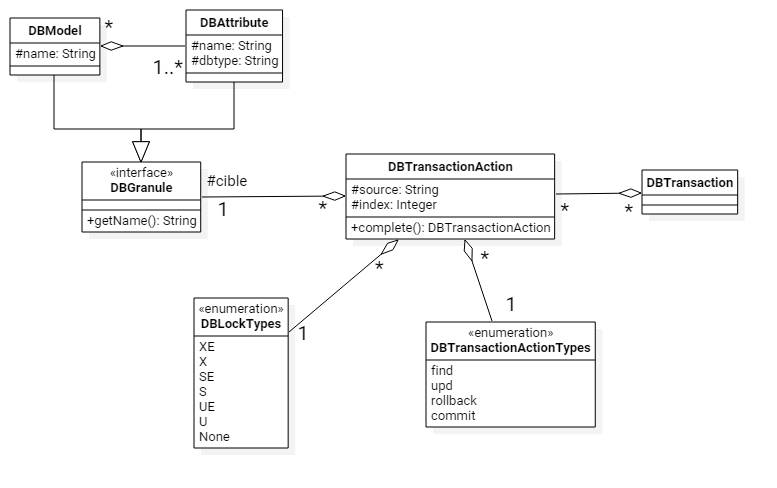 DBModel
#name: String
*
1..*
DBAttribute
#name: String
#dbtype: String
«interface»
DBGranule
+getName(): String
#cible
1
*
DBTransactionAction
#source: String
#index: Integer
+complete(): DBTransactionAction
*
*
DBTransaction
*
1
«enumeration»
DBLockTypes
XE
X
SE
S
UE
U
None
*
1
«enumeration»
DBTransactionActionTypes
find
upd
rollback
commit